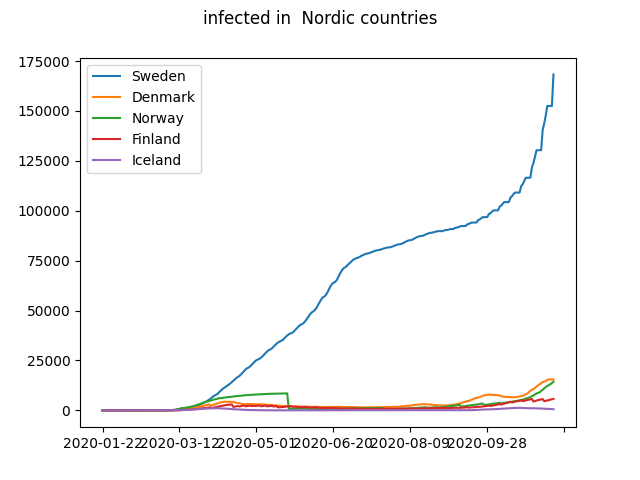 infected in  Nordic countries
175000
150000
125000
100000
75000
50000
25000
0
Sweden
Denmark
Norway
Finland
Iceland
2020-01-22 2020-03-12 2020-05-01 2020-06-20 2020-08-09 2020-09-28